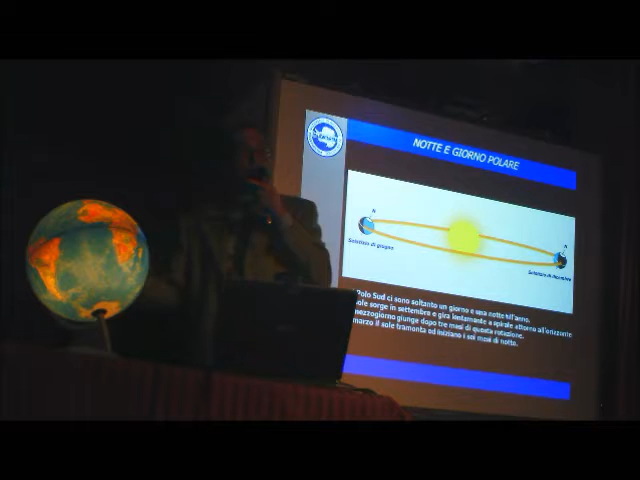 NOTTE E GIORNO POLARE
N
Solstizio di giugno
N
Solstizio di dicembre
Polo Sud ci sono soltanto un giorno e una notte all'anno.
sole sorge in settembre e gira lentamente a spirale attorno all'orizzonte
mezzogiorno giunge dopo tre mesi di questa rotazione.
marzo il sole tramonta ed iniziano i sei mesi di notte.